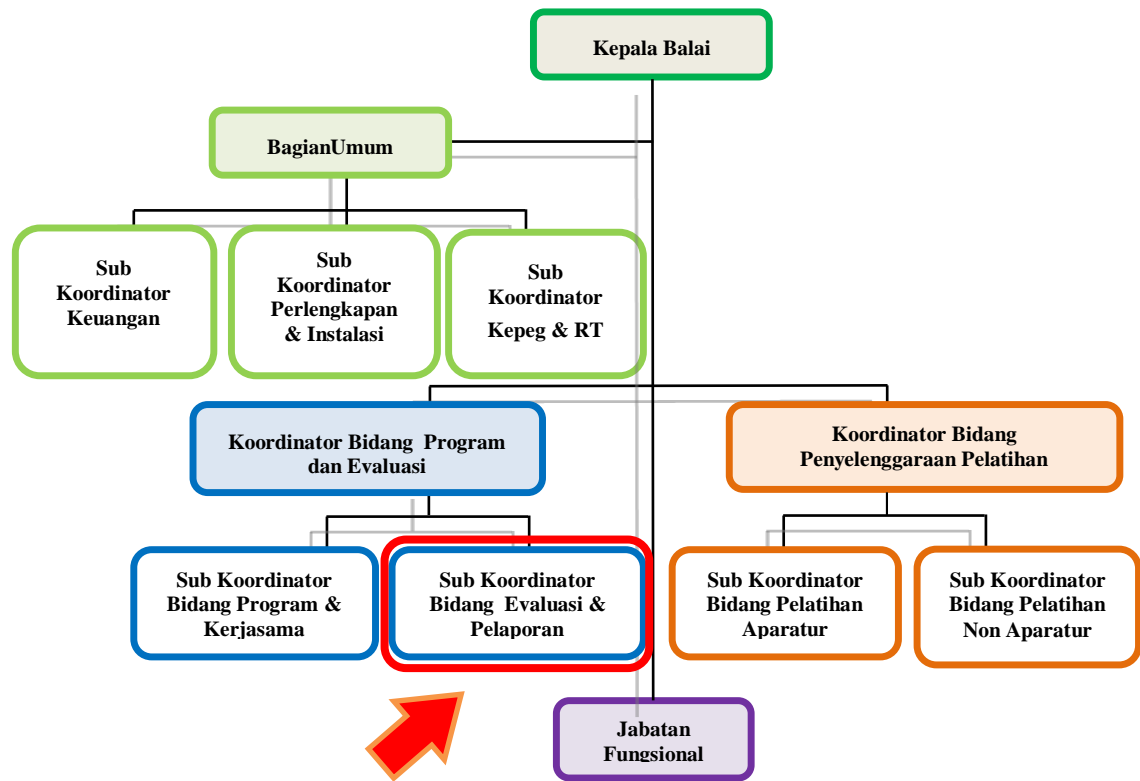 Kepala Balai
BagianUmum
Sub
Koordinator
Keuangan
Sub
Koordinator
Perlengkapan
& Instalasi
Sub
Koordinator
Kepeg & RT
Koordinator Bidang Program
dan Evaluasi
Koordinator Bidang
Penyelenggaraan Pelatihan
Sub Koordinator
Bidang Program &
Kerjasama
Sub Koordinator
Bidang Evaluasi &
Pelaporan
Sub Koordinator
Bidang Pelatihan
Aparatur
Sub Koordinator
Bidang Pelatihan
Non Aparatur
Jabatan
Fungsional